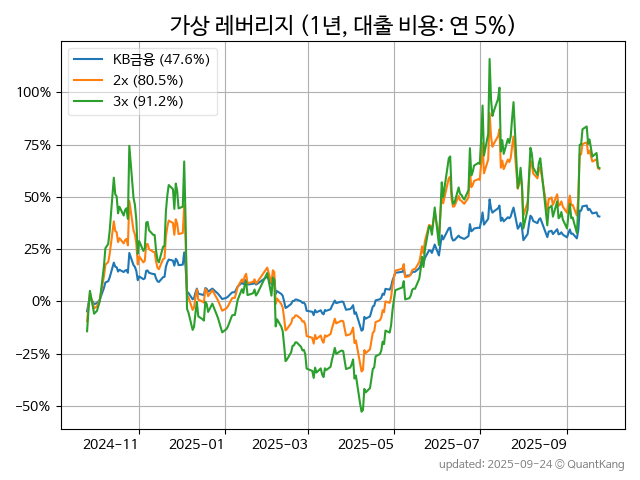 가상 레버리지 (1년, 대출 비용: 연 5%)
KB금융 (47.6%)
2x (80.5%)
3x (91.2%)
100%
75%
50%
25%
0%
−25%
−50%
2024-11
2025-01
2025-03
2025-05
2025-07
2025-09
updated: 2025-09-24 © QuantKang